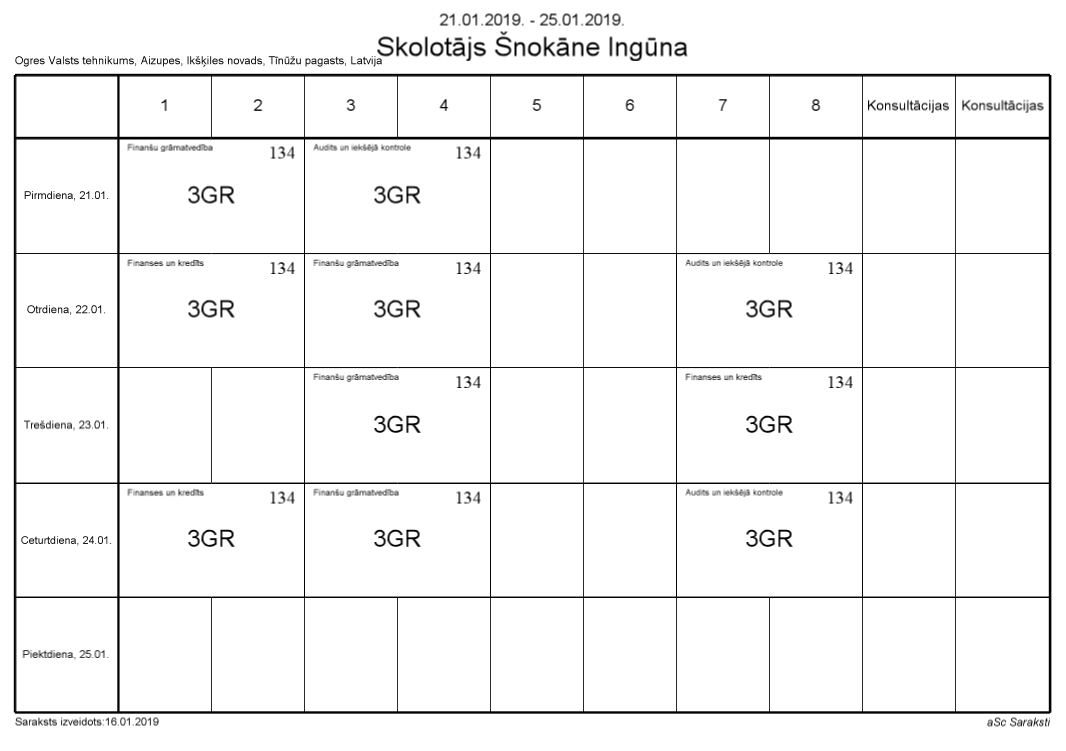 21.01.2019. - 25.01.2019.
Skolotājs Šnokāne Ingūna
Ogres Valsts tehnikums, Aizupes, Ikšķiles novads, Tīnūžu pagasts, Latvija
1 2 3 4 5 6 7 8 Konsultācijas Konsultācijas
Finanšu grāmatvedība 134 Audits un iekšējā kontrole 134
Pirmdiena, 21.01. 3GR 3GR
Finanses un kredīts 134 Finanšu grāmatvedība 134 Audits un iekšējā kontrole 134
Otrdiena, 22.01. 3GR 3GR 3GR
Finanšu grāmatvedība 134 Finanses un kredīts 134
Trešdiena, 23.01. 3GR 3GR
Finanses un kredīts 134 Finanšu grāmatvedība 134 Audits un iekšējā kontrole 134
Ceturtdiena, 24.01. 3GR 3GR 3GR
Piektdiena, 25.01.
Saraksts izveidots:16.01.2019 aSc Saraksti